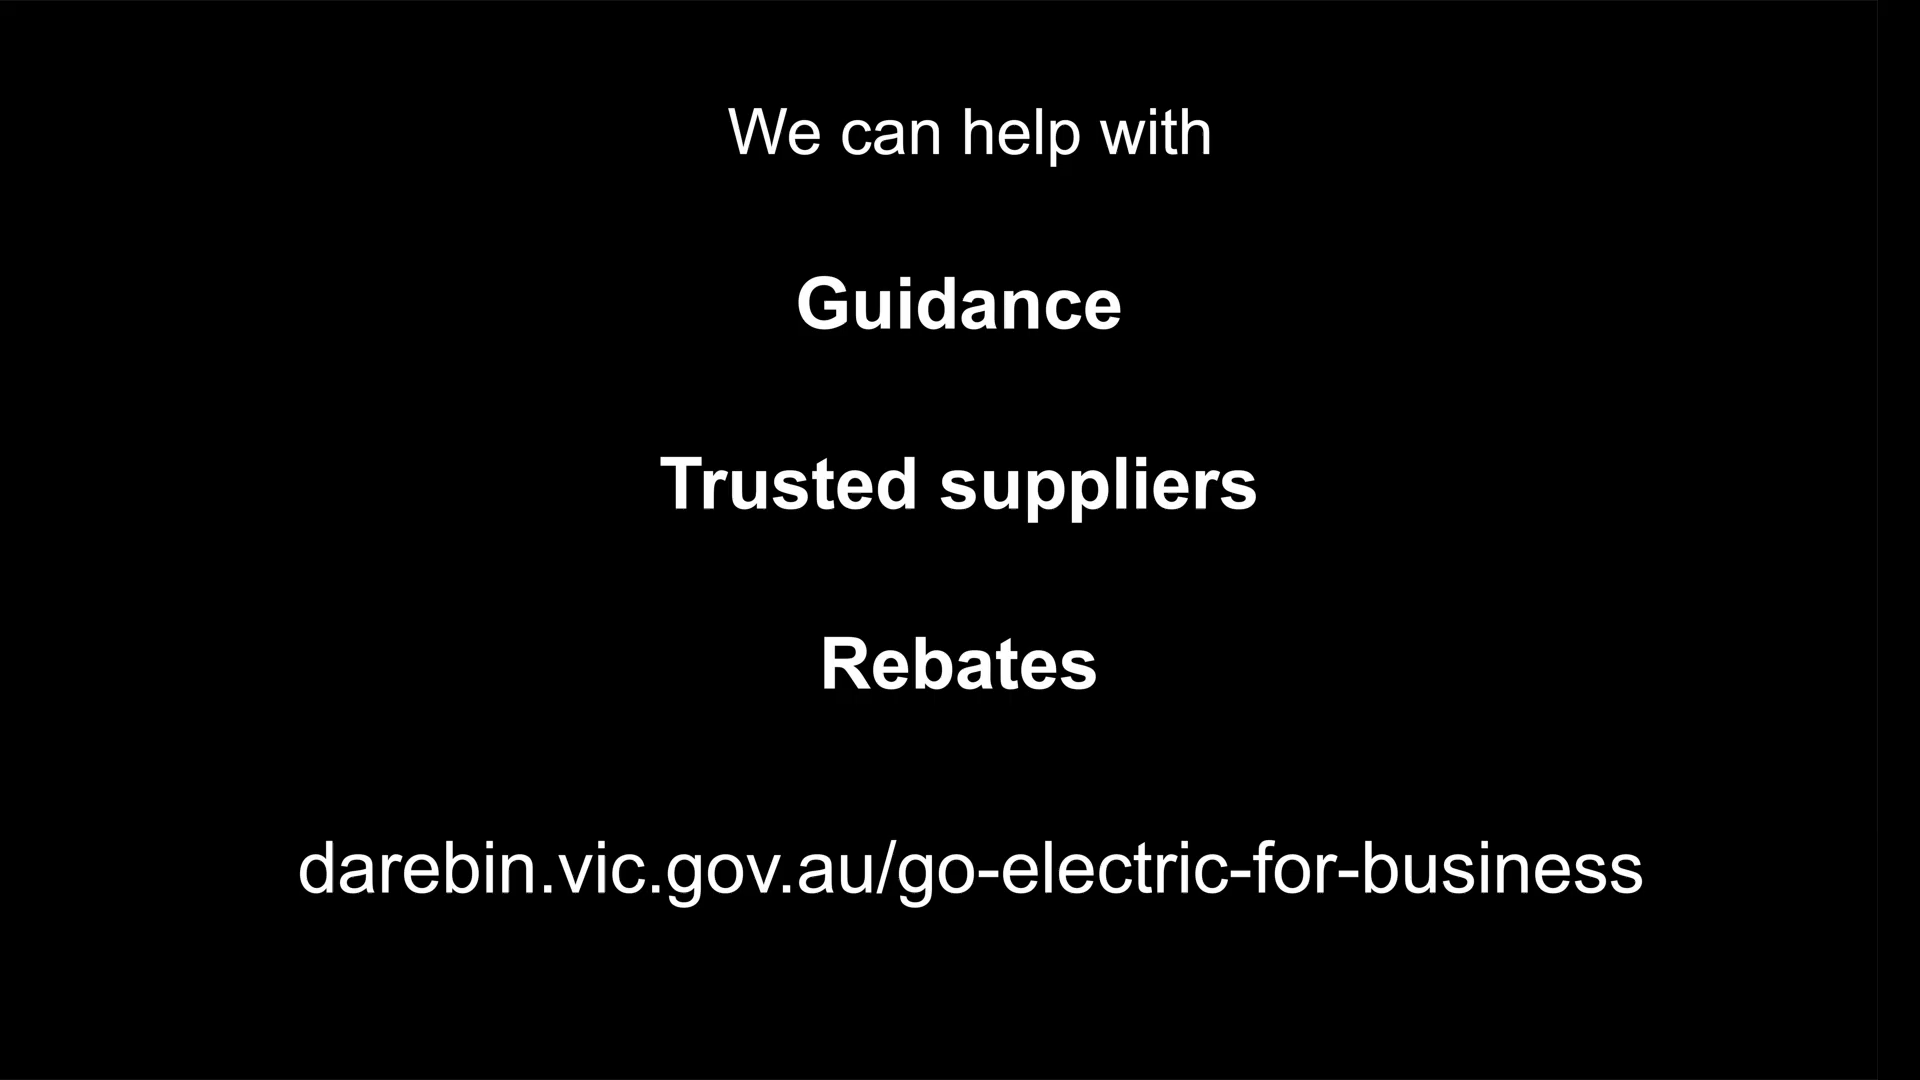 We can help with
Guidance
Trusted suppliers
Rebates
darebin.vic.gov.au/go-electric-for-business